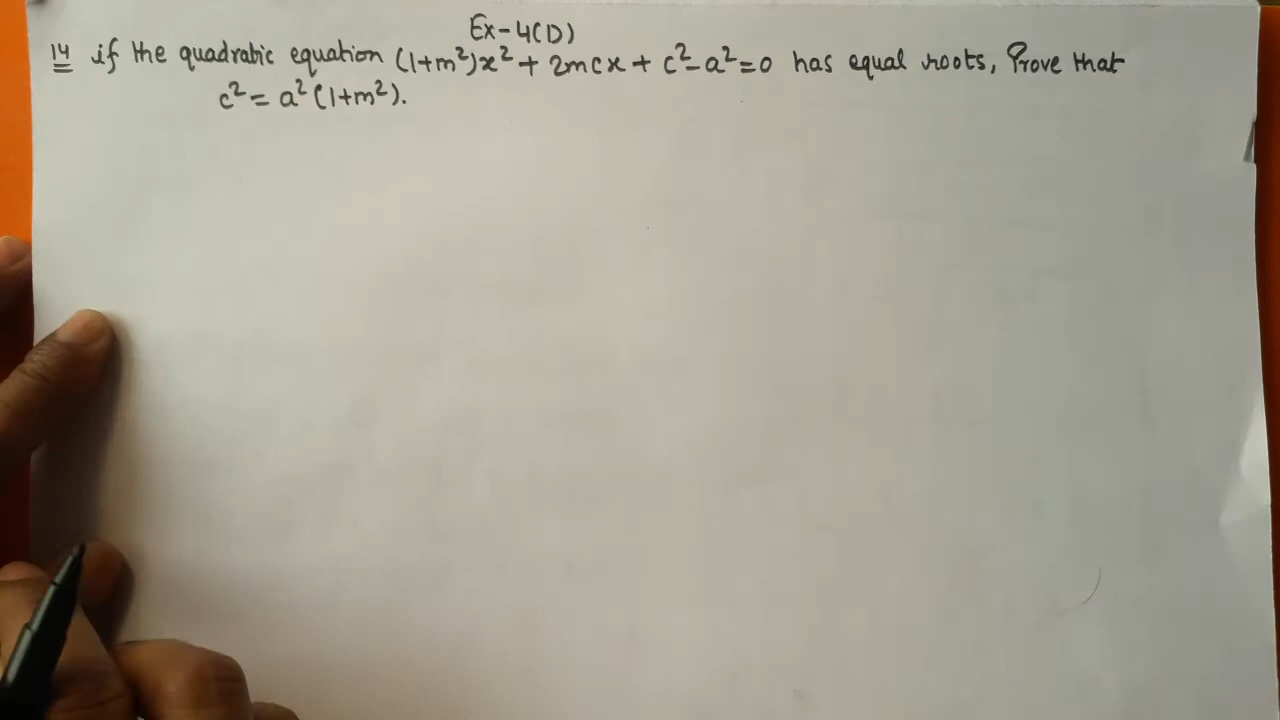 Ex-4(D)
14 if the quadratic equation (1+m²)x² + 2mcx + c²-a²=0 has equal roots, Prove that
c² = a²(1+m²).